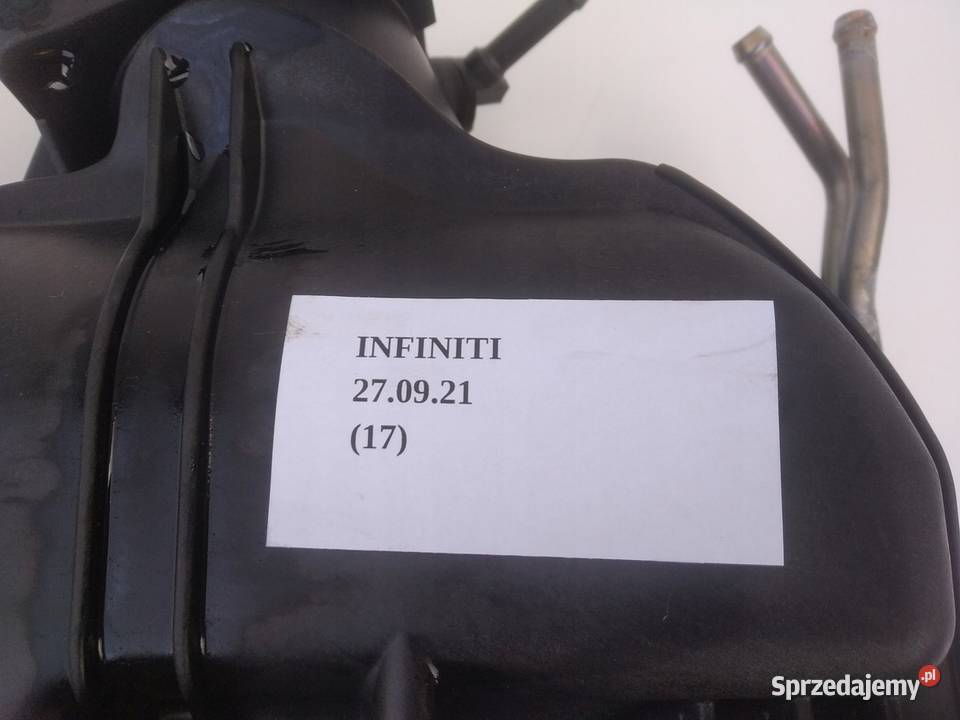 INFINITI
27.09.21
(17)
Sprzedajemy.pl